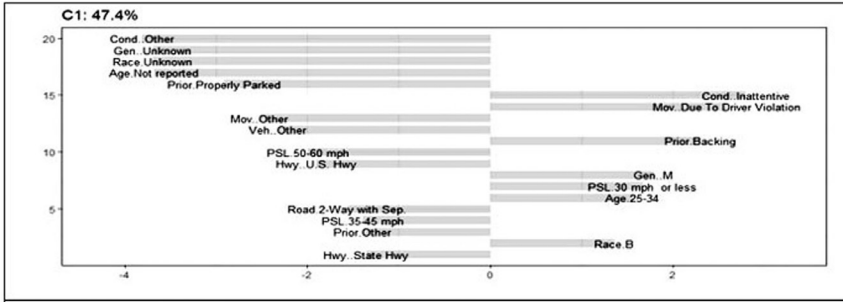 C1: 47.4%
20
Cond..Other
Gen..Unknown
Race.Unknown
Age.Not reported
Prior.Properly Parked
15
Cond..Inattentive
Mov..Due To Driver Violation
Mov..Other
Veh..Other
Prior.Backing
10
PSL.50-60 mph
Hwy..U.S. Hwy
Gen..M
PSL.30 mph or less
Age.25-34
5
Road.2-Way with Sep.
PSL.35-45 mph
Prior.Other
Race.B
Hwy..State Hwy
-4 -2 0 2